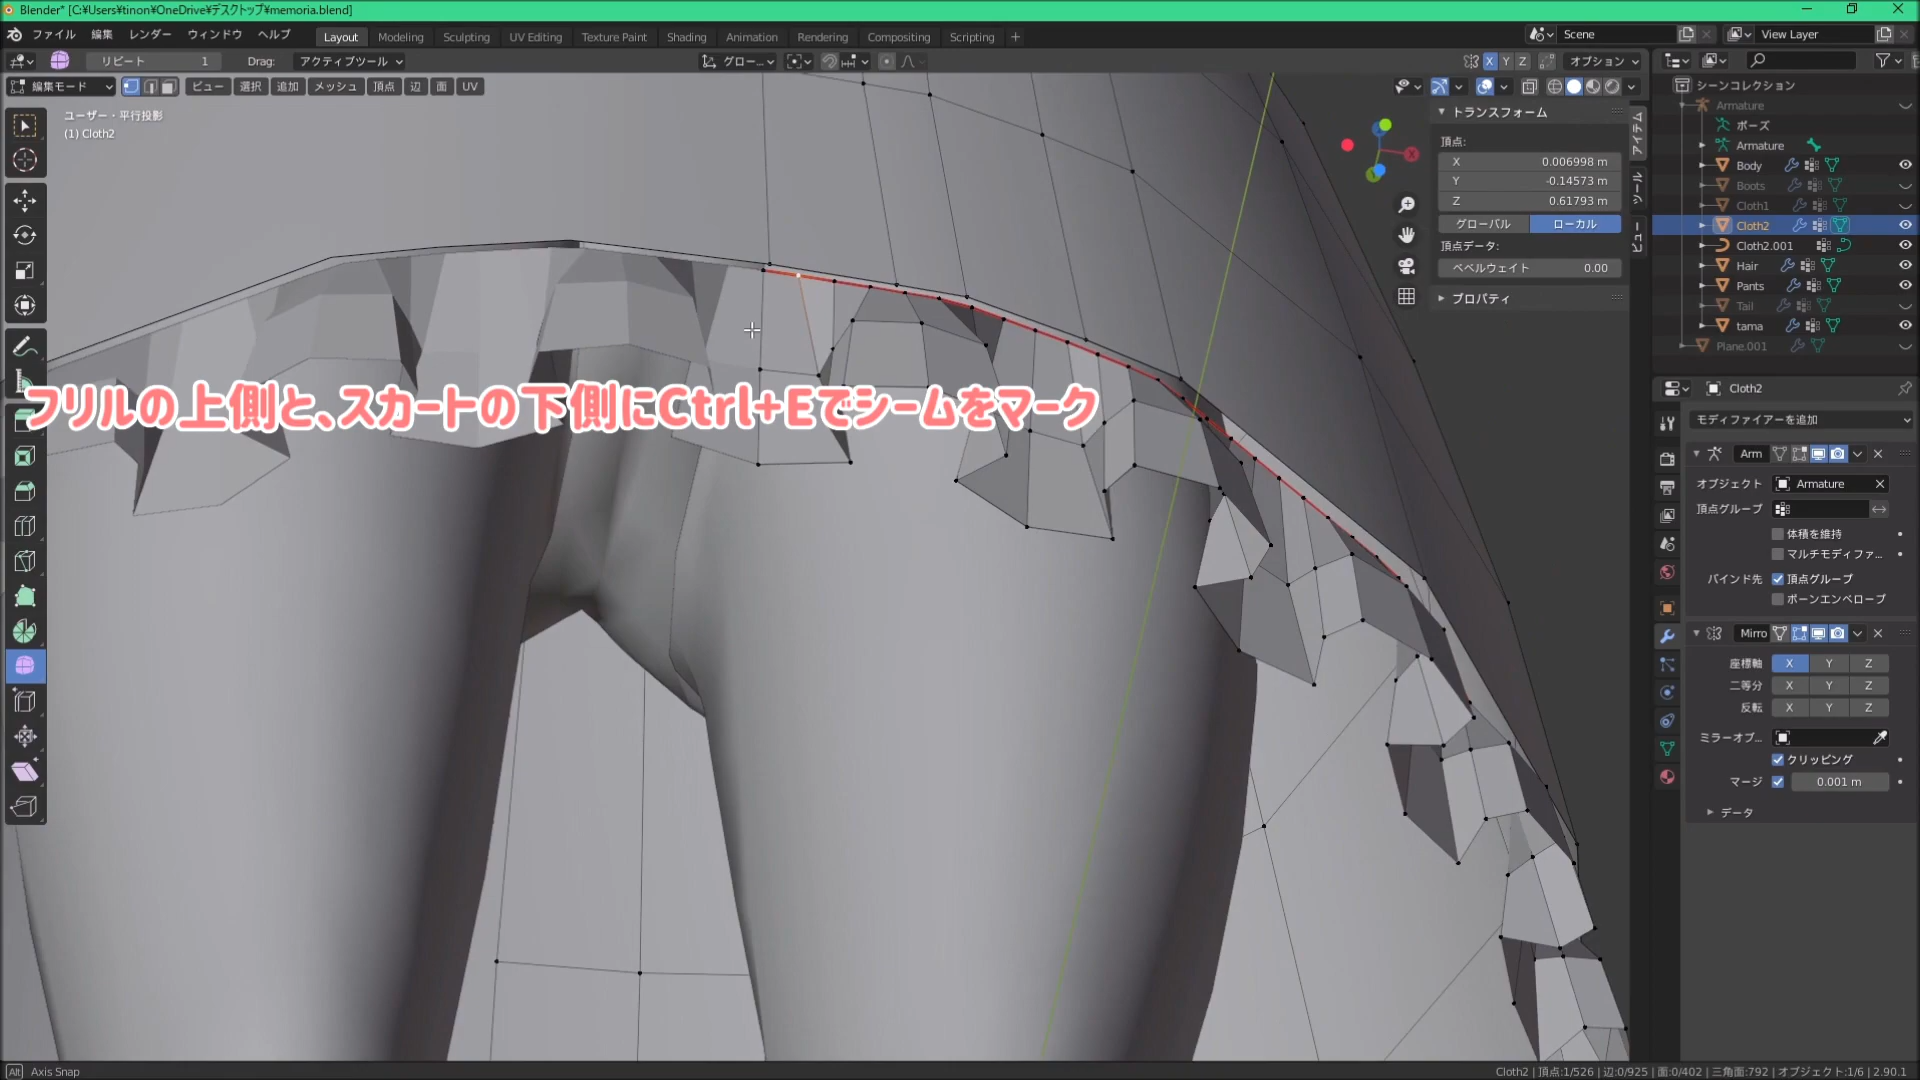 Blender* [C:¥Users¥tinon¥OneDrive¥デスクトップ¥memoria.blend]
ファイル 編集 レンダー ウィンドウ ヘルプ Layout Modeling Sculpting UV Editing Texture Paint Shading Animation Rendering Compositing Scripting + Scene View Layer
リピート 1 Drag: アクティブツール グロー... X Y Z オプション
編集モード ビュー 選択 追加 メッシュ 頂点 辺 面 UV
ユーザー・平行投影
(1) Cloth2
トランスフォーム
頂点:
X 0.006998 m
Y -0.14573 m
Z 0.61793 m
グローバル ローカル
頂点データ:
ベベルウェイト 0.00
プロパティ
アイテム
ツール
ビュー
X
シーンコレクション
Armature
ポーズ
Armature
Body
Boots
Cloth1
Cloth2
Cloth2.001
Hair
Pants
Tail
tama
Plane.001
フリルの上側と、スカートの下側にCtrl+Eでシームをマーク
Cloth2
モディファイアーを追加
Arm
オブジェクト Armature
頂点グループ
体積を維持
マルチモディファ...
バインド先 頂点グループ
ボーンエンベロープ
Mirro
座標軸 X Y Z
二等分 X Y Z
反転 X Y Z
ミラーオブ...
クリッピング
マージ 0.001 m
データ
Alt Axis Snap
Cloth2 | 頂点:1/526 | 辺:0/925 | 面:0/402 | 三角面:792 | オブジェクト:1/6 | 2.90.1